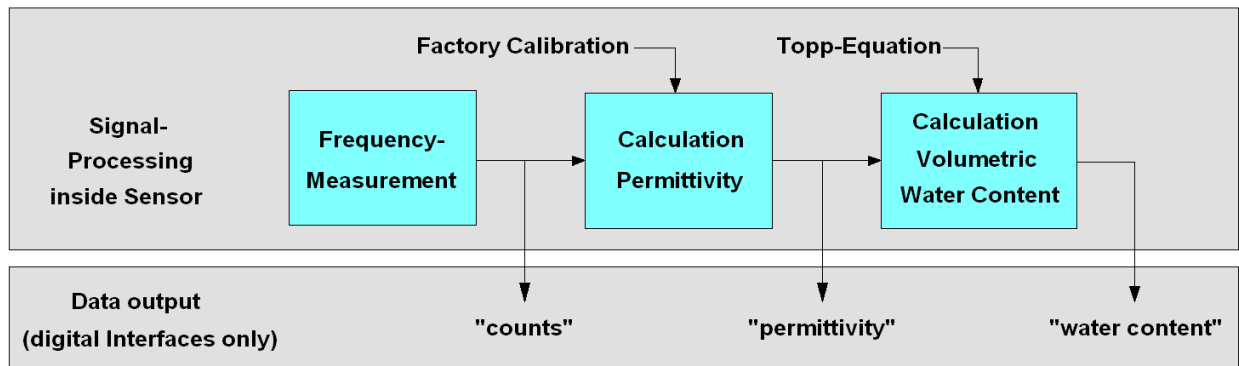 Factory Calibration
Topp-Equation
Signal-
Processing
inside Sensor
Frequency-
Measurement
Calculation
Permittivity
Calculation
Volumetric
Water Content
Data output
(digital Interfaces only)
"counts"
"permittivity"
"water content"